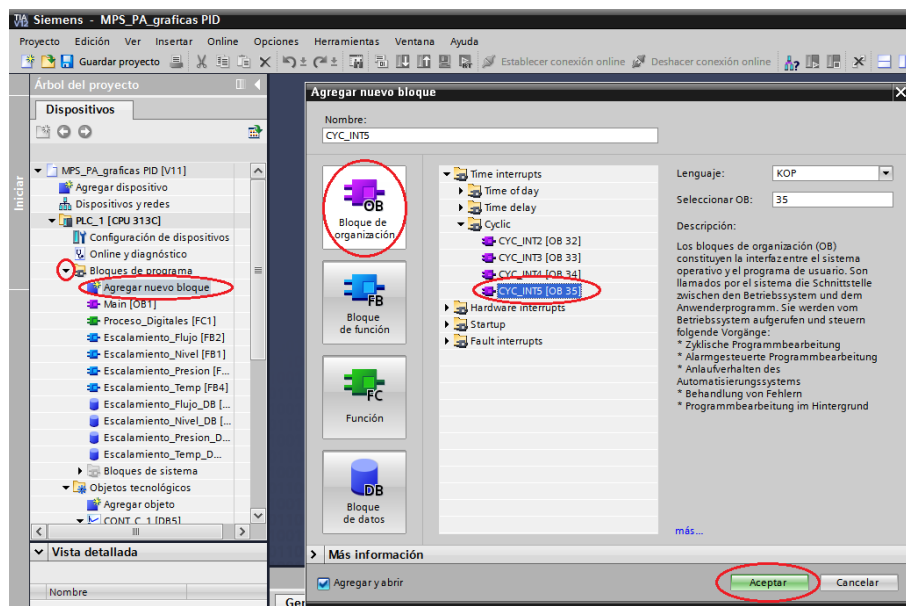 Siemens - MPS_PA_graficas PID
Proyecto Edición Ver Insertar Online Opciones Herramientas Ventana Ayuda
Guardar proyecto
Establecer conexión online
Deshacer conexión online
Árbol del proyecto
Dispositivos
Iniciar
MPS_PA_graficas PID [V11]
Agregar dispositivo
Dispositivos y redes
PLC_1 [CPU 313C]
Configuración de dispositivos
Online y diagnóstico
Bloques de programa
Agregar nuevo bloque
Main [OB1]
Proceso_Digitales [FC1]
Escalamiento_Flujo [FB2]
Escalamiento_Nivel [FB1]
Escalamiento_Presion [F...
Escalamiento_Temp [FB4]
Escalamiento_Flujo_DB [...
Escalamiento_Nivel_DB [...
Escalamiento_Presion_D...
Escalamiento_Temp_D...
Bloques de sistema
Objetos tecnológicos
Agregar objeto
CONT_C_1 [DB5]
Vista detallada
Nombre
Agregar nuevo bloque
Nombre:
CYC_INT5
OB
Bloque de
organización
FB
Bloque
de función
FC
Función
DB
Bloque
de datos
Time interrupts
Time of day
Time delay
Cyclic
CYC_INT2 [OB 32]
CYC_INT3 [OB 33]
CYC_INT4 [OB 34]
CYC_INT5 [OB 35]
Hardware interrupts
Startup
Fault interrupts
Lenguaje:
KOP
Seleccionar OB:
35
Descripción:
Los bloques de organización (OB)
constituyen la interfaz entre el sistema
operativo y el programa de usuario. Son
llamados por el sistema die Schnittstelle
zwischen den Betriebssystem und dem
Anwenderprogramm. Sie werden vom
Betriebssystem aufgerufen und steuern
folgende Vorgänge:
* Zyklische Programmbearbeitung
* Alarmgesteuerte Programmbearbeitung
* Anlaufverhalten des
Automatisierungssystems
* Behandlung von Fehlern
* Programmbearbeitung im Hintergrund
más...
Más información
Agregar y abrir
Aceptar
Cancelar
Ger